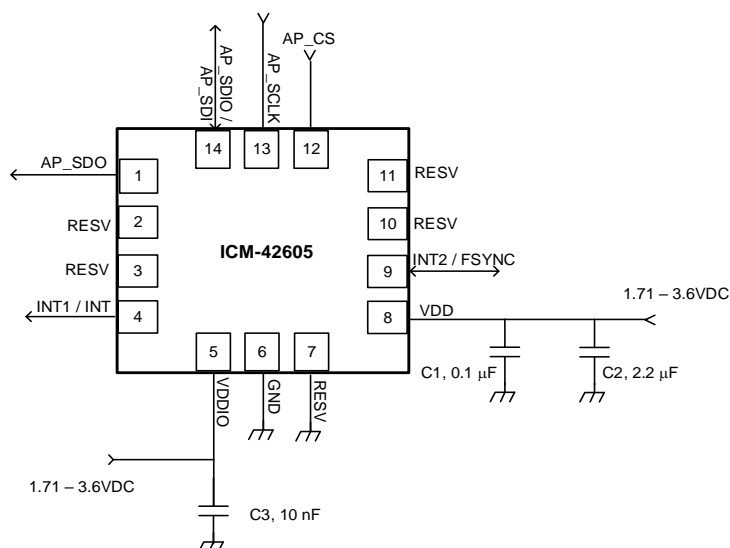 AP_CS
AP_SDIO /
AP_SDI
AP_SCLK
14
13
12
AP_SDO
1
11
RESV
RESV
2
10
RESV
ICM-42605
RESV
3
9
INT2 / FSYNC
INT1 / INT
4
8
VDD
1.71 – 3.6VDC
5
6
7
VDDIO
GND
RESV
C1, 0.1 μF
C2, 2.2 μF
1.71 – 3.6VDC
C3, 10 nF